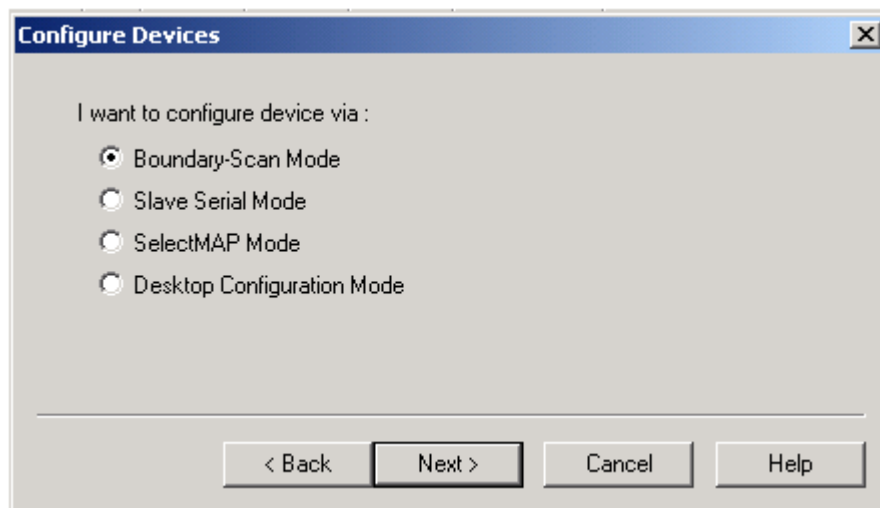 Configure Devices
I want to configure device via :
Boundary-Scan Mode
Slave Serial Mode
SelectMAP Mode
Desktop Configuration Mode
< Back Next > Cancel Help